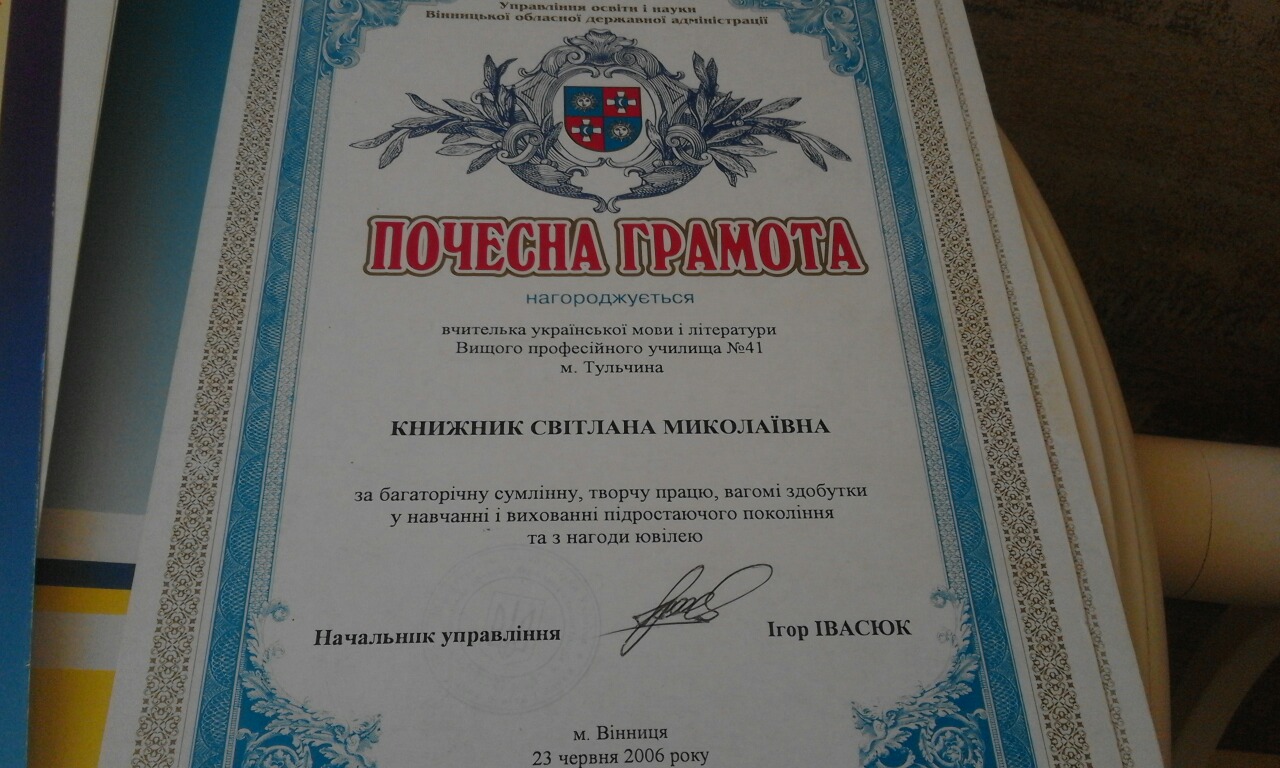 Управління освіти і науки
Вінницької обласної державної адміністрації
ПОЧЕСНА ГРАМОТА
нагороджується
вчителька української мови і літератури
Вищого професійного училища №41
м. Тульчина
КНИЖНИК СВІТЛАНА МИКОЛАЇВНА
за багаторічну сумлінну, творчу працю, вагомі здобутки
у навчанні і вихованні підростаючого покоління
та з нагоди ювілею
Начальник управління Ігор ІВАСЮК
м. Вінниця
23 червня 2006 року